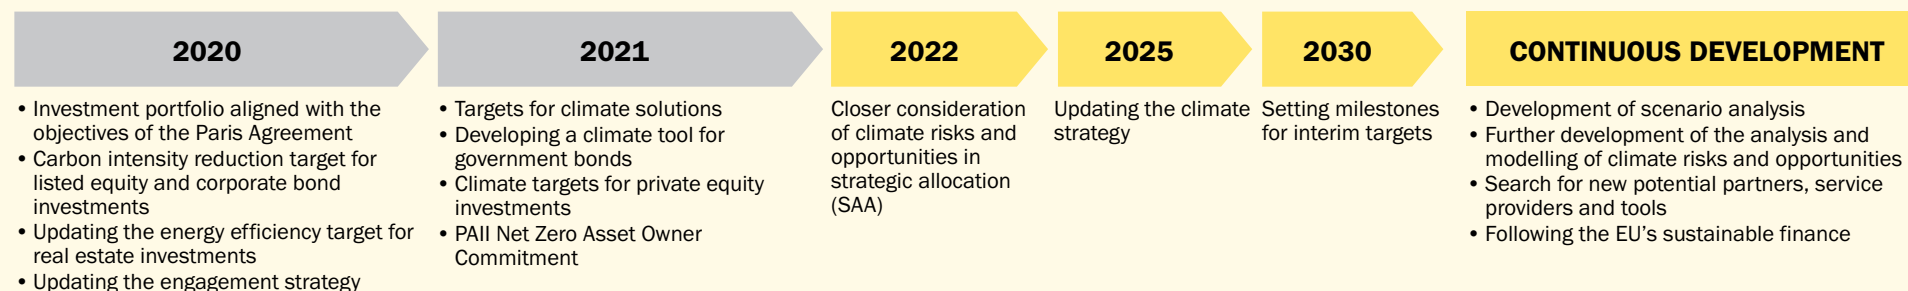 2020
• Investment portfolio aligned with the
objectives of the Paris Agreement
• Carbon intensity reduction target for
listed equity and corporate bond
investments
• Updating the energy efficiency target for
real estate investments
• Updating the engagement strategy
2021
• Targets for climate solutions
• Developing a climate tool for
government bonds
• Climate targets for private equity
investments
• PAII Net Zero Asset Owner
Commitment
2022
Closer consideration
of climate risks and
opportunities in
strategic allocation
(SAA)
2025
Updating the climate
strategy
2030
Setting milestones
for interim targets
CONTINUOUS DEVELOPMENT
• Development of scenario analysis
• Further development of the analysis and
modelling of climate risks and opportunities
• Search for new potential partners, service
providers and tools
• Following the EU’s sustainable finance